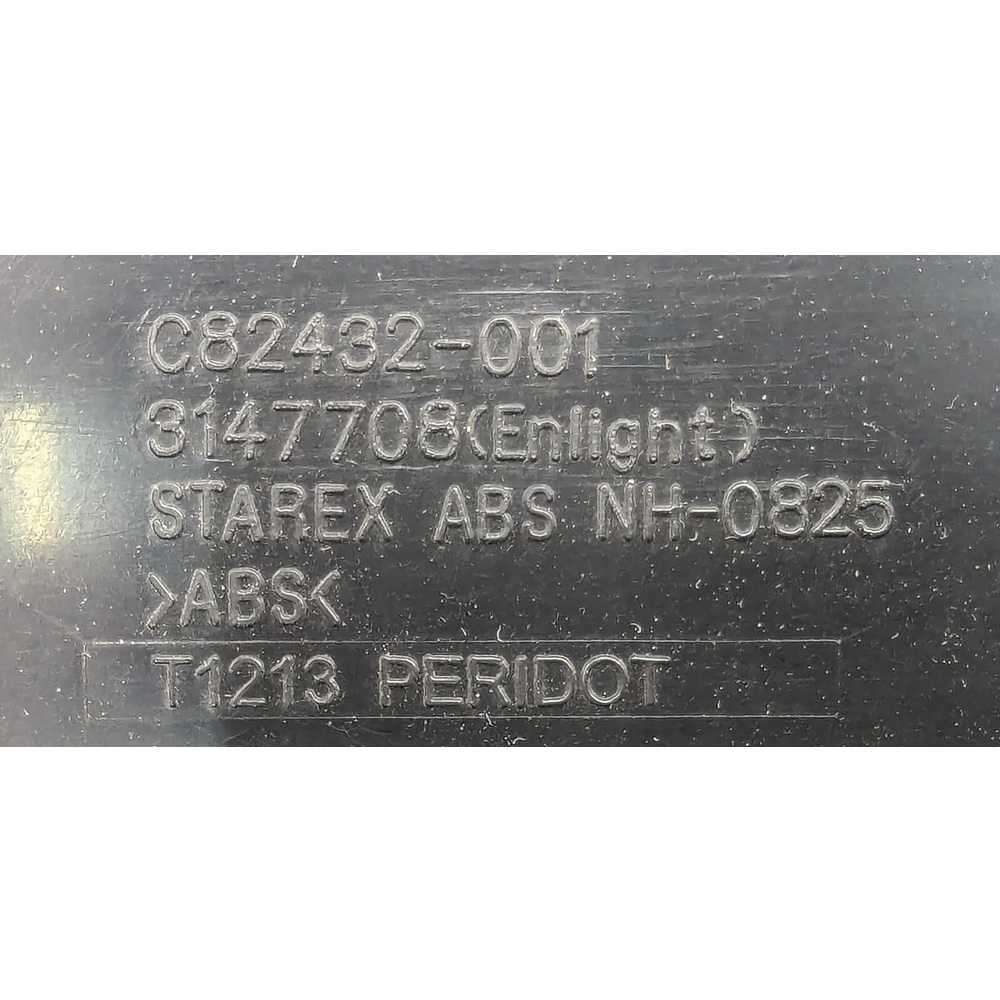 C82432-001
3147708(Enlight)
STAREX ABS NH-0825
>ABS<
T1213 PERIDOT